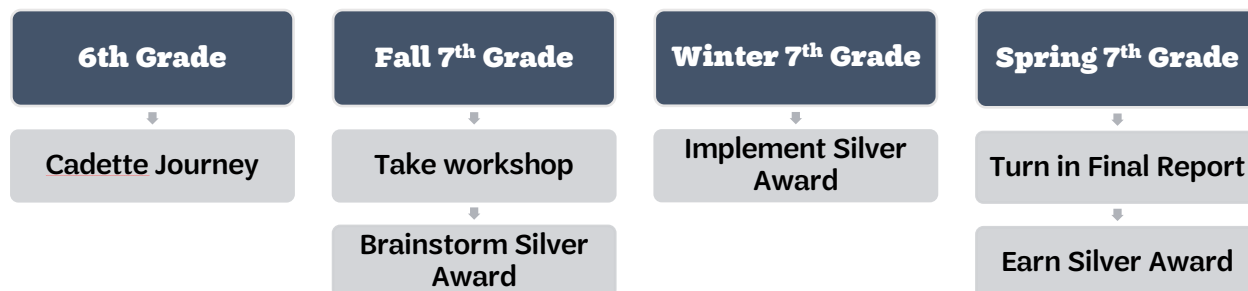 6th Grade
Cadette Journey
Fall 7th Grade
Take workshop
Brainstorm Silver
Award
Winter 7th Grade
Implement Silver
Award
Spring 7th Grade
Turn in Final Report
Earn Silver Award